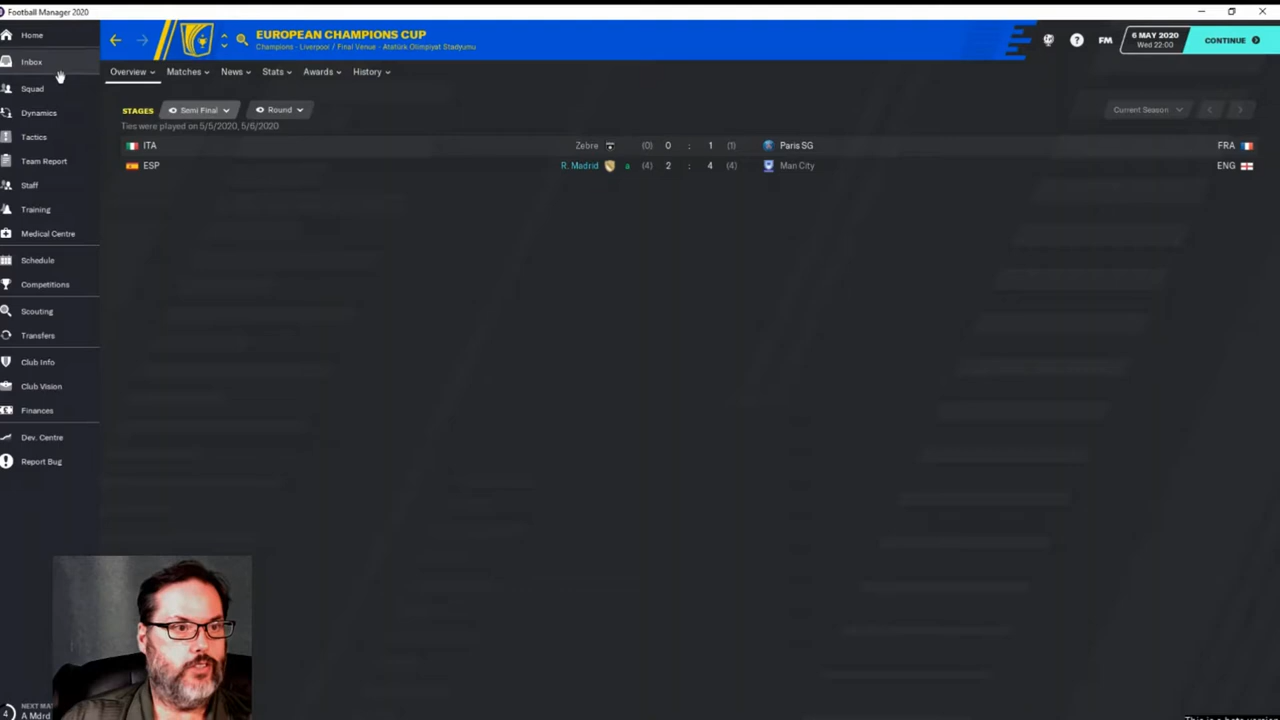 Football Manager 2020
Home
Inbox
Squad
Dynamics
Tactics
Team Report
Staff
Training
Medical Centre
Schedule
Competitions
Scouting
Transfers
Club Info
Club Vision
Finances
Dev. Centre
Report Bug
4 NEXT MA
A Mdrd
EUROPEAN CHAMPIONS CUP
Champions - Liverpool / Final Venue - Atatürk Olimpiyat Stadyumu
? FM 6 MAY 2020 CONTINUE
Wed 22:00
Overview Matches News Stats Awards History
STAGES Semi Final Round Current Season
Ties were played on 5/5/2020, 5/6/2020
ITA Zebre (0) 0 : 1 (1) Paris SG FRA
ESP R. Madrid a (4) 2 : 4 (4) Man City ENG